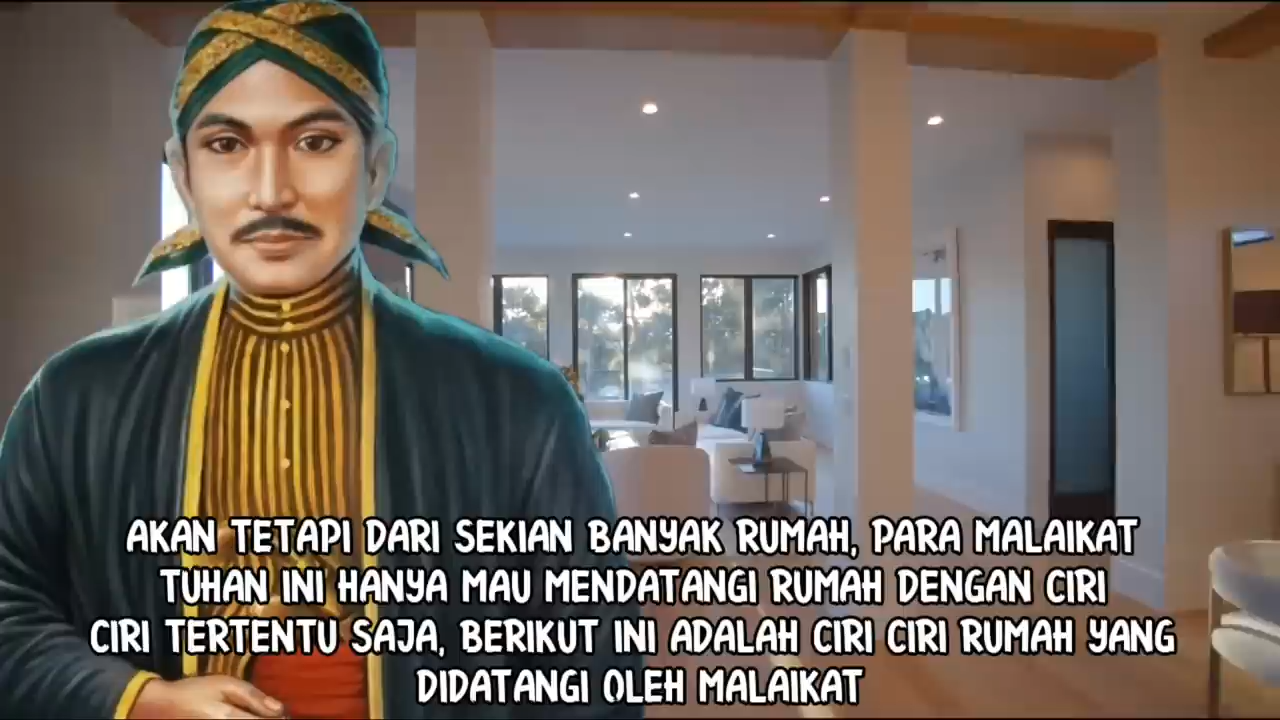 AKAN TETAPI DARI SEKIAN BANYAK RUMAH, PARA MALAIKAT
TUHAN INI HANYA MAU MENDATANGI RUMAH DENGAN CIRI
CIRI TERTENTU SAJA, BERIKUT INI ADALAH CIRI CIRI RUMAH YANG
DIDATANGI OLEH MALAIKAT